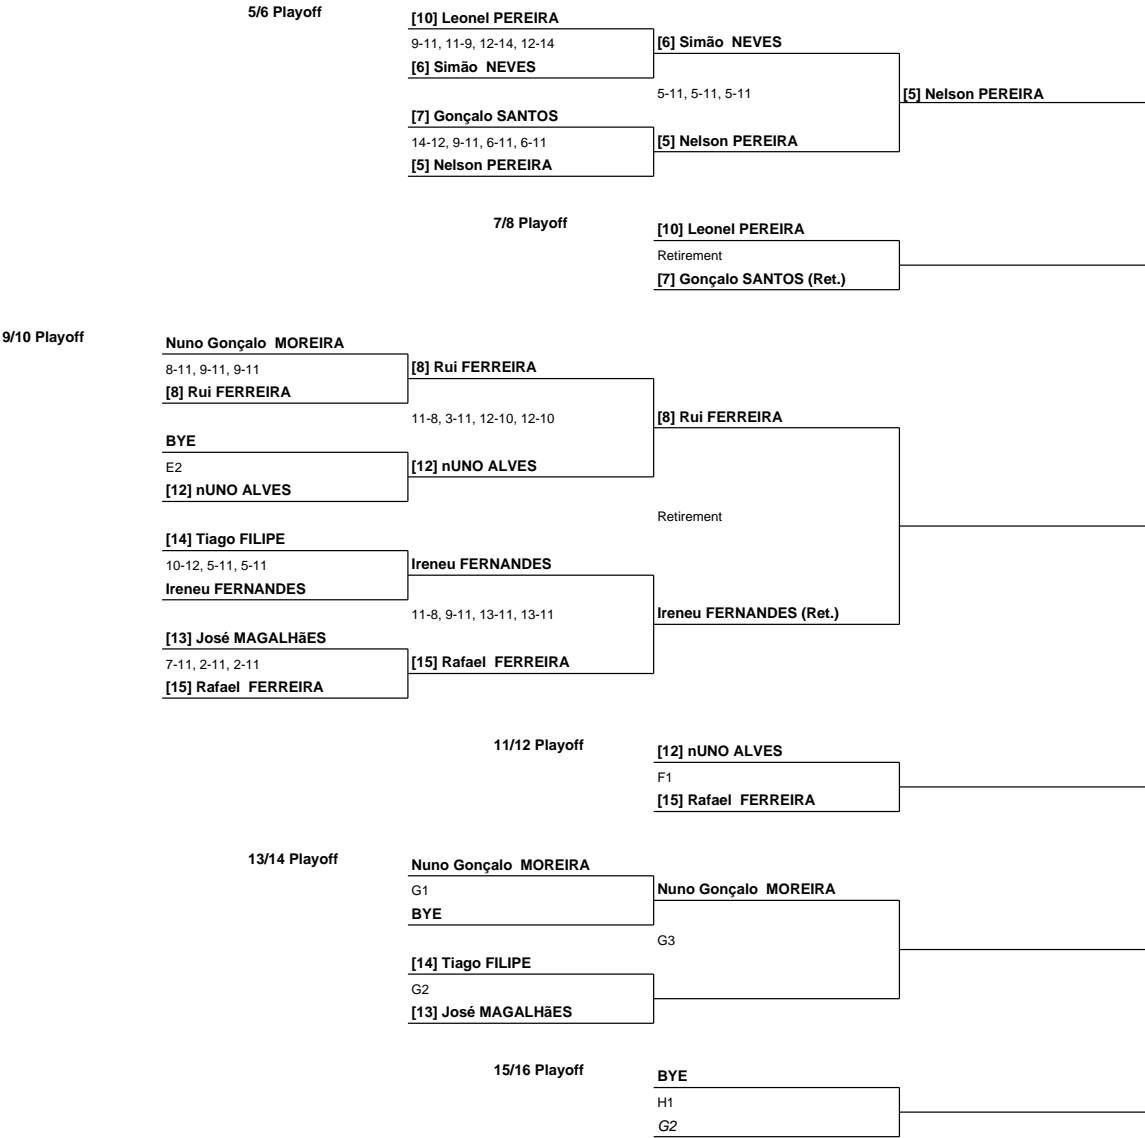 5/6 Playoff
[10] Leonel PEREIRA
9-11, 11-9, 12-14, 12-14
[6] Simão NEVES
[6] Simão NEVES
5-11, 5-11, 5-11
[5] Nelson PEREIRA
[7] Gonçalo SANTOS
14-12, 9-11, 6-11, 6-11
[5] Nelson PEREIRA
[5] Nelson PEREIRA
7/8 Playoff
[10] Leonel PEREIRA
Retirement
[7] Gonçalo SANTOS (Ret.)
9/10 Playoff
Nuno Gonçalo MOREIRA
8-11, 9-11, 9-11
[8] Rui FERREIRA
[8] Rui FERREIRA
11-8, 3-11, 12-10, 12-10
[8] Rui FERREIRA
BYE
E2
[12] nUNO ALVES
[12] nUNO ALVES
Retirement
[14] Tiago FILIPE
10-12, 5-11, 5-11
Ireneu FERNANDES
Ireneu FERNANDES
11-8, 9-11, 13-11, 13-11
Ireneu FERNANDES (Ret.)
[13] José MAGALHãES
7-11, 2-11, 2-11
[15] Rafael FERREIRA
[15] Rafael FERREIRA
11/12 Playoff
[12] nUNO ALVES
F1
[15] Rafael FERREIRA
13/14 Playoff
Nuno Gonçalo MOREIRA
G1
BYE
Nuno Gonçalo MOREIRA
G3
[14] Tiago FILIPE
G2
[13] José MAGALHãES
15/16 Playoff
BYE
H1
G2